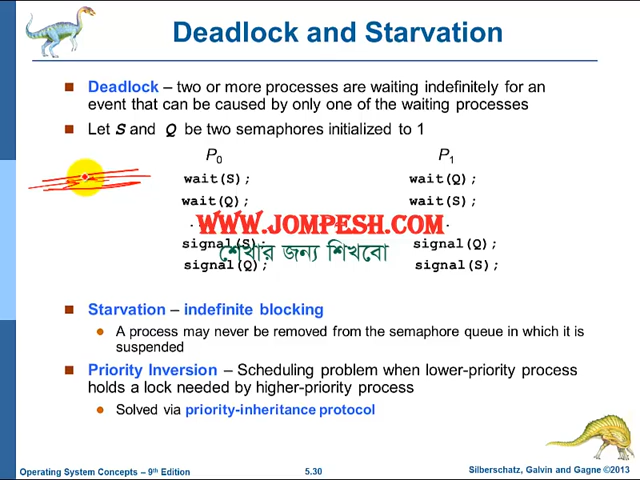 Deadlock and Starvation
Deadlock – two or more processes are waiting indefinitely for an
event that can be caused by only one of the waiting processes
Let S and Q be two semaphores initialized to 1
P0 P1
wait(S); wait(Q);
wait(Q); wait(S);
WWW.JOMPESH.COM
signal(S); signal(Q);
শেখার জন্য শিখবো
signal(Q); signal(S);
Starvation – indefinite blocking
A process may never be removed from the semaphore queue in which it is
suspended
Priority Inversion – Scheduling problem when lower-priority process
holds a lock needed by higher-priority process
Solved via priority-inheritance protocol
Operating System Concepts – 9th Edition 5.30 Silberschatz, Galvin and Gagne ©2013